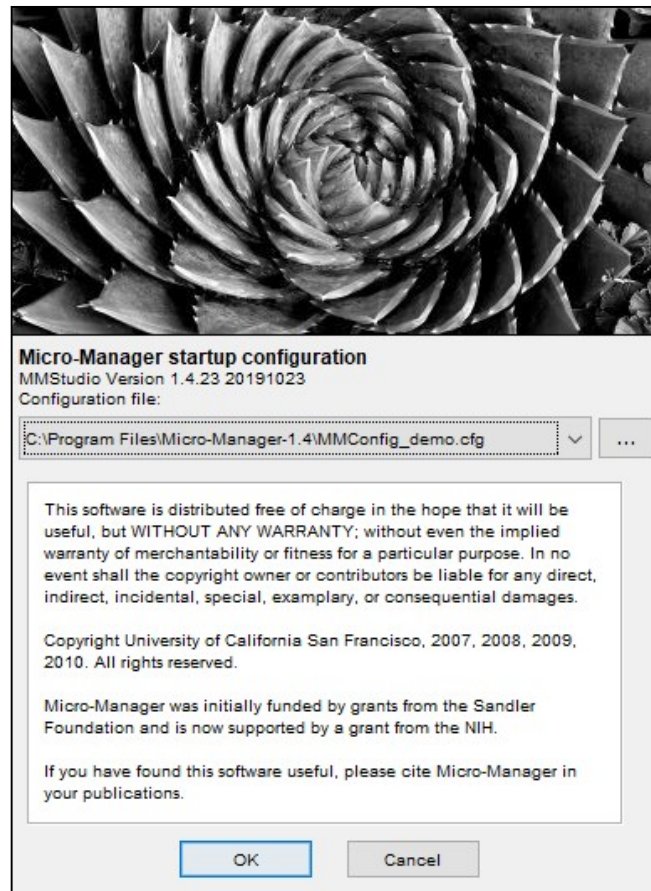 Micro-Manager startup configuration
MMStudio Version 1.4.23 20191023
Configuration file:
C:\Program Files\Micro-Manager-1.4\MMConfig_demo.cfg
...
This software is distributed free of charge in the hope that it will be
useful, but WITHOUT ANY WARRANTY; without even the implied
warranty of merchantability or fitness for a particular purpose. In no
event shall the copyright owner or contributors be liable for any direct,
indirect, incidental, special, examplary, or consequential damages.
Copyright University of California San Francisco, 2007, 2008, 2009,
2010. All rights reserved.
Micro-Manager was initially funded by grants from the Sandler
Foundation and is now supported by a grant from the NIH.
If you have found this software useful, please cite Micro-Manager in
your publications.
OK Cancel